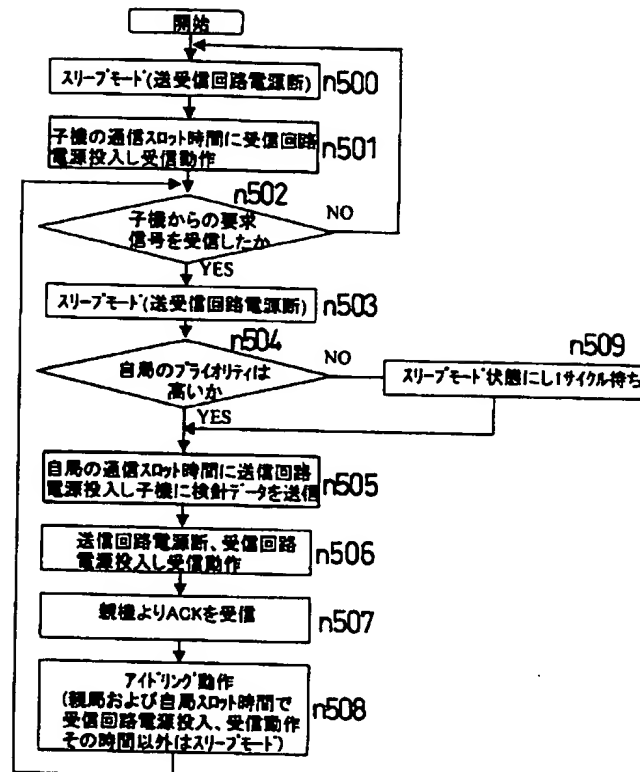 開始
スリープモード(送受信回路電源断)
n500
子機の通信スロット時間に受信回路
電源投入し受信動作
n501
n502
子機からの要求
信号を受信したか
NO
YES
スリープモード(送受信回路電源断)
n503
n504
自局のプライオリティは
高いか
NO
YES
n509
スリープモード状態にし1サイクル待ち
自局の通信スロット時間に送信回路
電源投入し子機に検針データを送信
n505
送信回路電源断、受信回路
電源投入し受信動作
n506
親機よりACKを受信
n507
アイドリング動作
(親局および自局スロット時間で
受信回路電源投入、受信動作
その時間以外はスリープモード)
n508